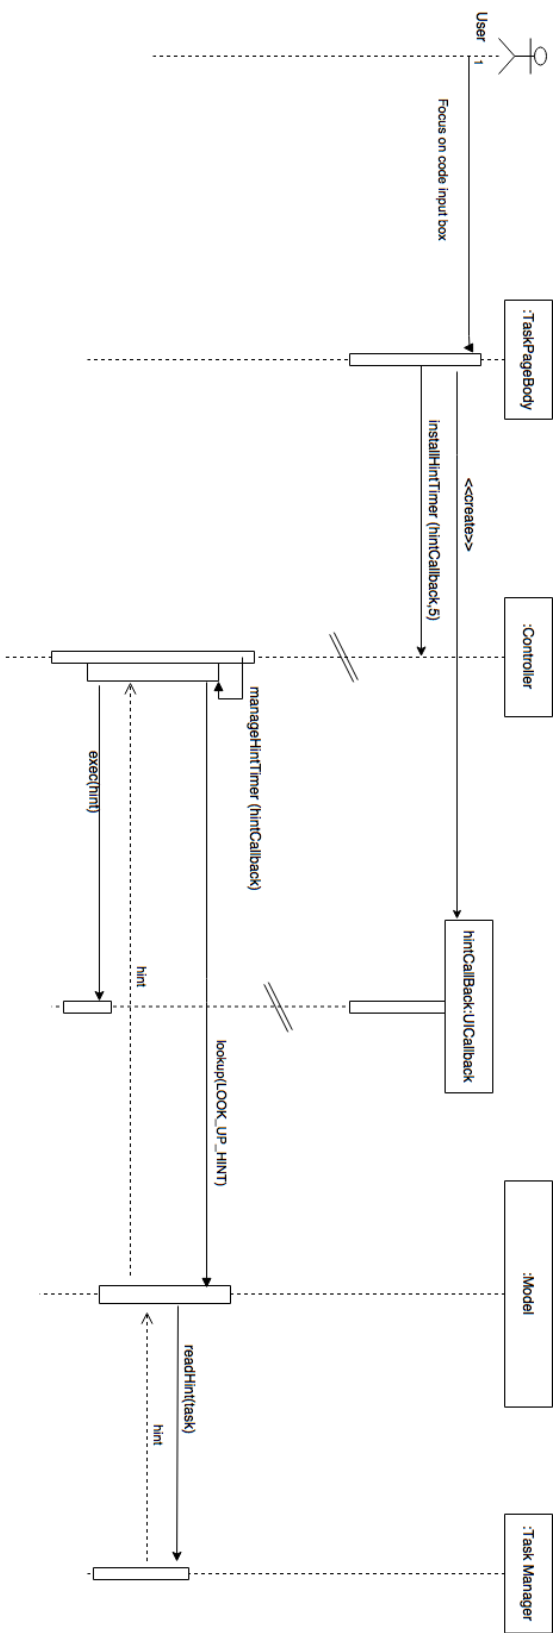 User
1
:TaskPageBody
:Controller
hintCallBack:UICallback
:Model
:Task Manager
Focus on code input box
<<create>>
installHintTimer (hintCallback,5)
manageHintTimer (hintCallback)
lookup(LOOK_UP_HINT)
readHint(task)
hint
hint
exec(hint)